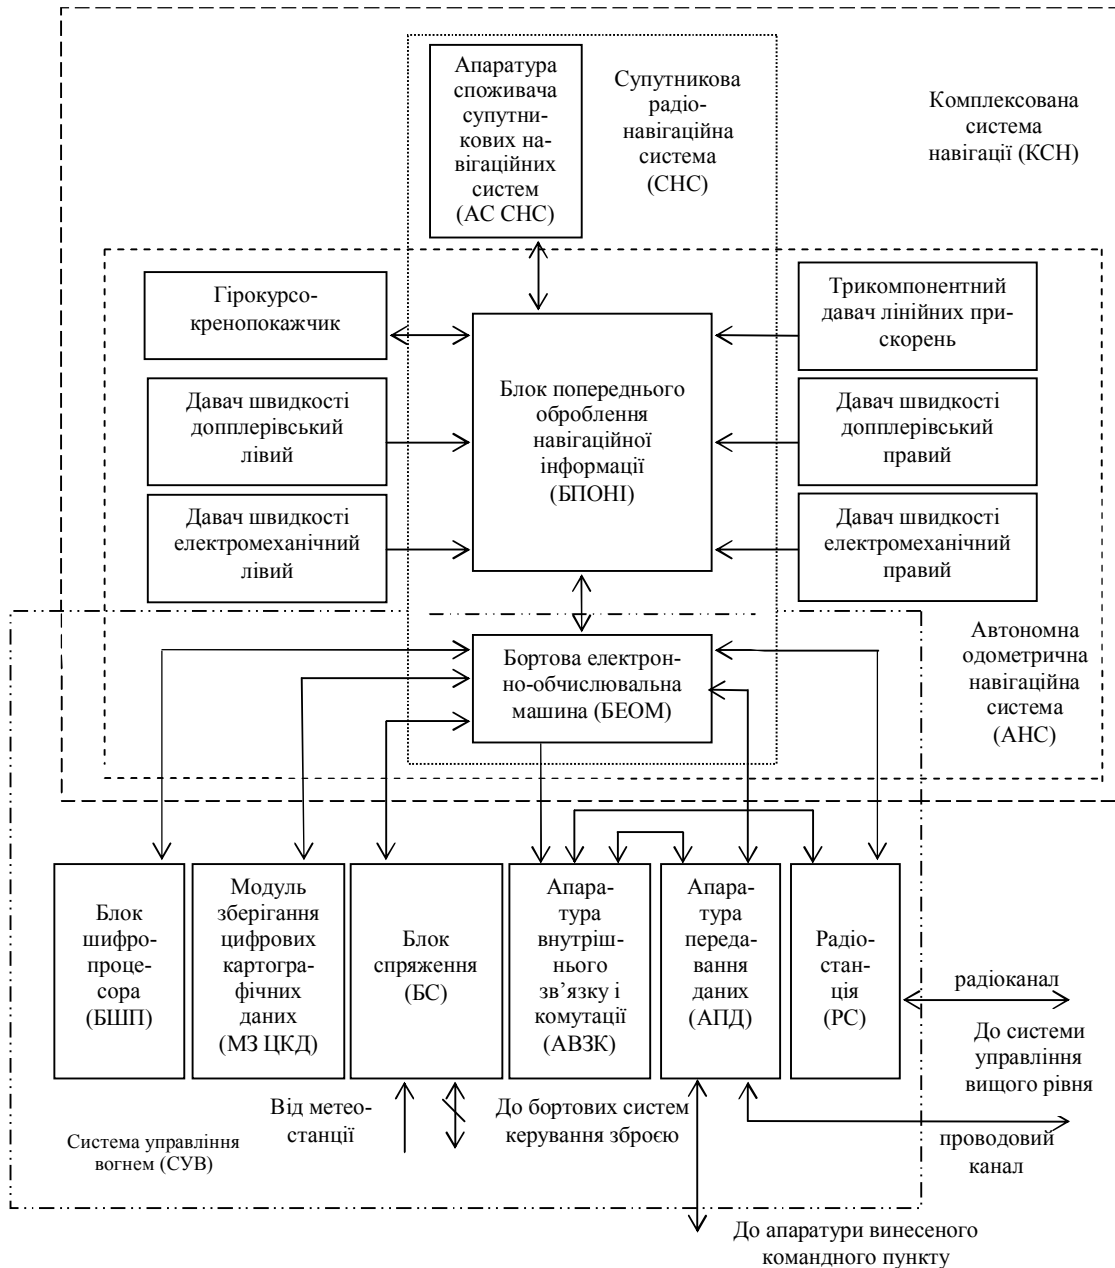 Апаратура
споживача
супутни-
кових на-
вігаційних
систем
(АС СНС)
Супутникова
радіо-
навігаційна
система
(СНС)
Комплексована
система
навігації (КСН)
Гірокурсо-
кренопокажчик
Трикомпонентний
давач лінійних при-
скорень
Блок попереднього
оброблення
навігаційної
інформації
(БПОНІ)
Давач швидкості
допплерівський
лівий
Давач швидкості
допплерівський
правий
Давач швидкості
електромеханічний
лівий
Давач швидкості
електромеханічний
правий
Бортова електрон-
но-обчислювальна
машина (БЕОМ)
Автономна
одометрична
навігаційна
система
(АНС)
Блок
шифро-
проце-
сора
(БШП)
Модуль
зберігання
цифрових
картогра-
фічних
даних
(МЗ ЦКД)
Блок
спряження
(БС)
Апара-
тура
внутріш-
нього
зв’язку і
комутації
(АВЗК)
Апара-
тура
переда-
вання
даних
(АПД)
Радіо-
стан-
ція
(РС)
радіоканал
До системи
управління
вищого рівня
проводовий
канал
Від метео-
станції
До бортових систем
керування зброєю
Система управління
вогнем (СУВ)
До апаратури винесеного
командного пункту